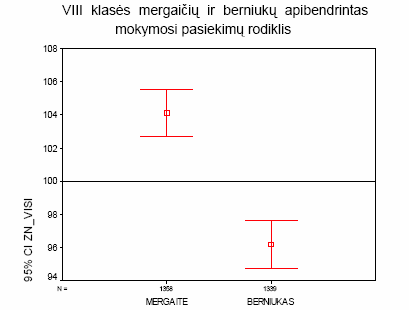 VIII klasės mergaičių ir berniukų apibendrintas
mokymosi pasiekimų rodiklis
95% CI ZN_VISI
108
106
104
102
100
98
96
94
N = 1358 1339
MERGAITE BERNIUKAS